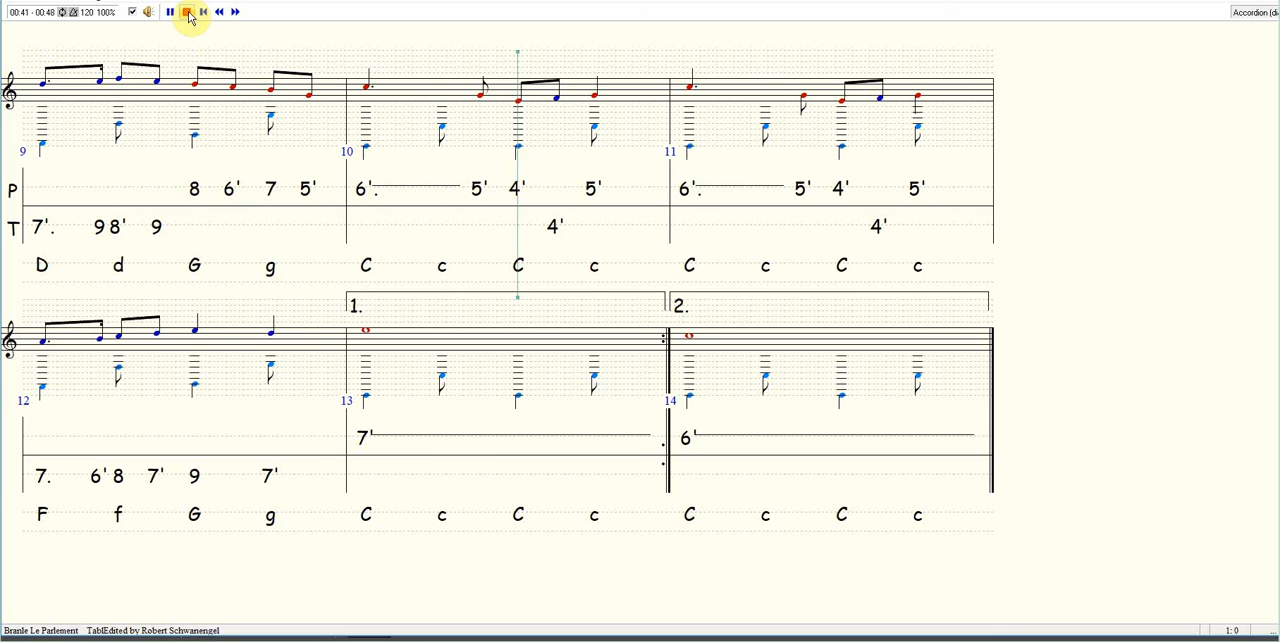 00:41 - 00:48 120 100% Accordion (di
9 10 11
P 8 6' 7 5' 6'. 5' 4' 5' 6'. 5' 4' 5'
T 7'. 9 8' 9 4' 4'
D d G g C c C c C c C c
1. 2.
12 13 14
7' 6'
7. 6' 8 7' 9 7'
F f G g C c C c C c C c
Branle Le Parlement TablEdited by Robert Schwanengel 1: 0 ...